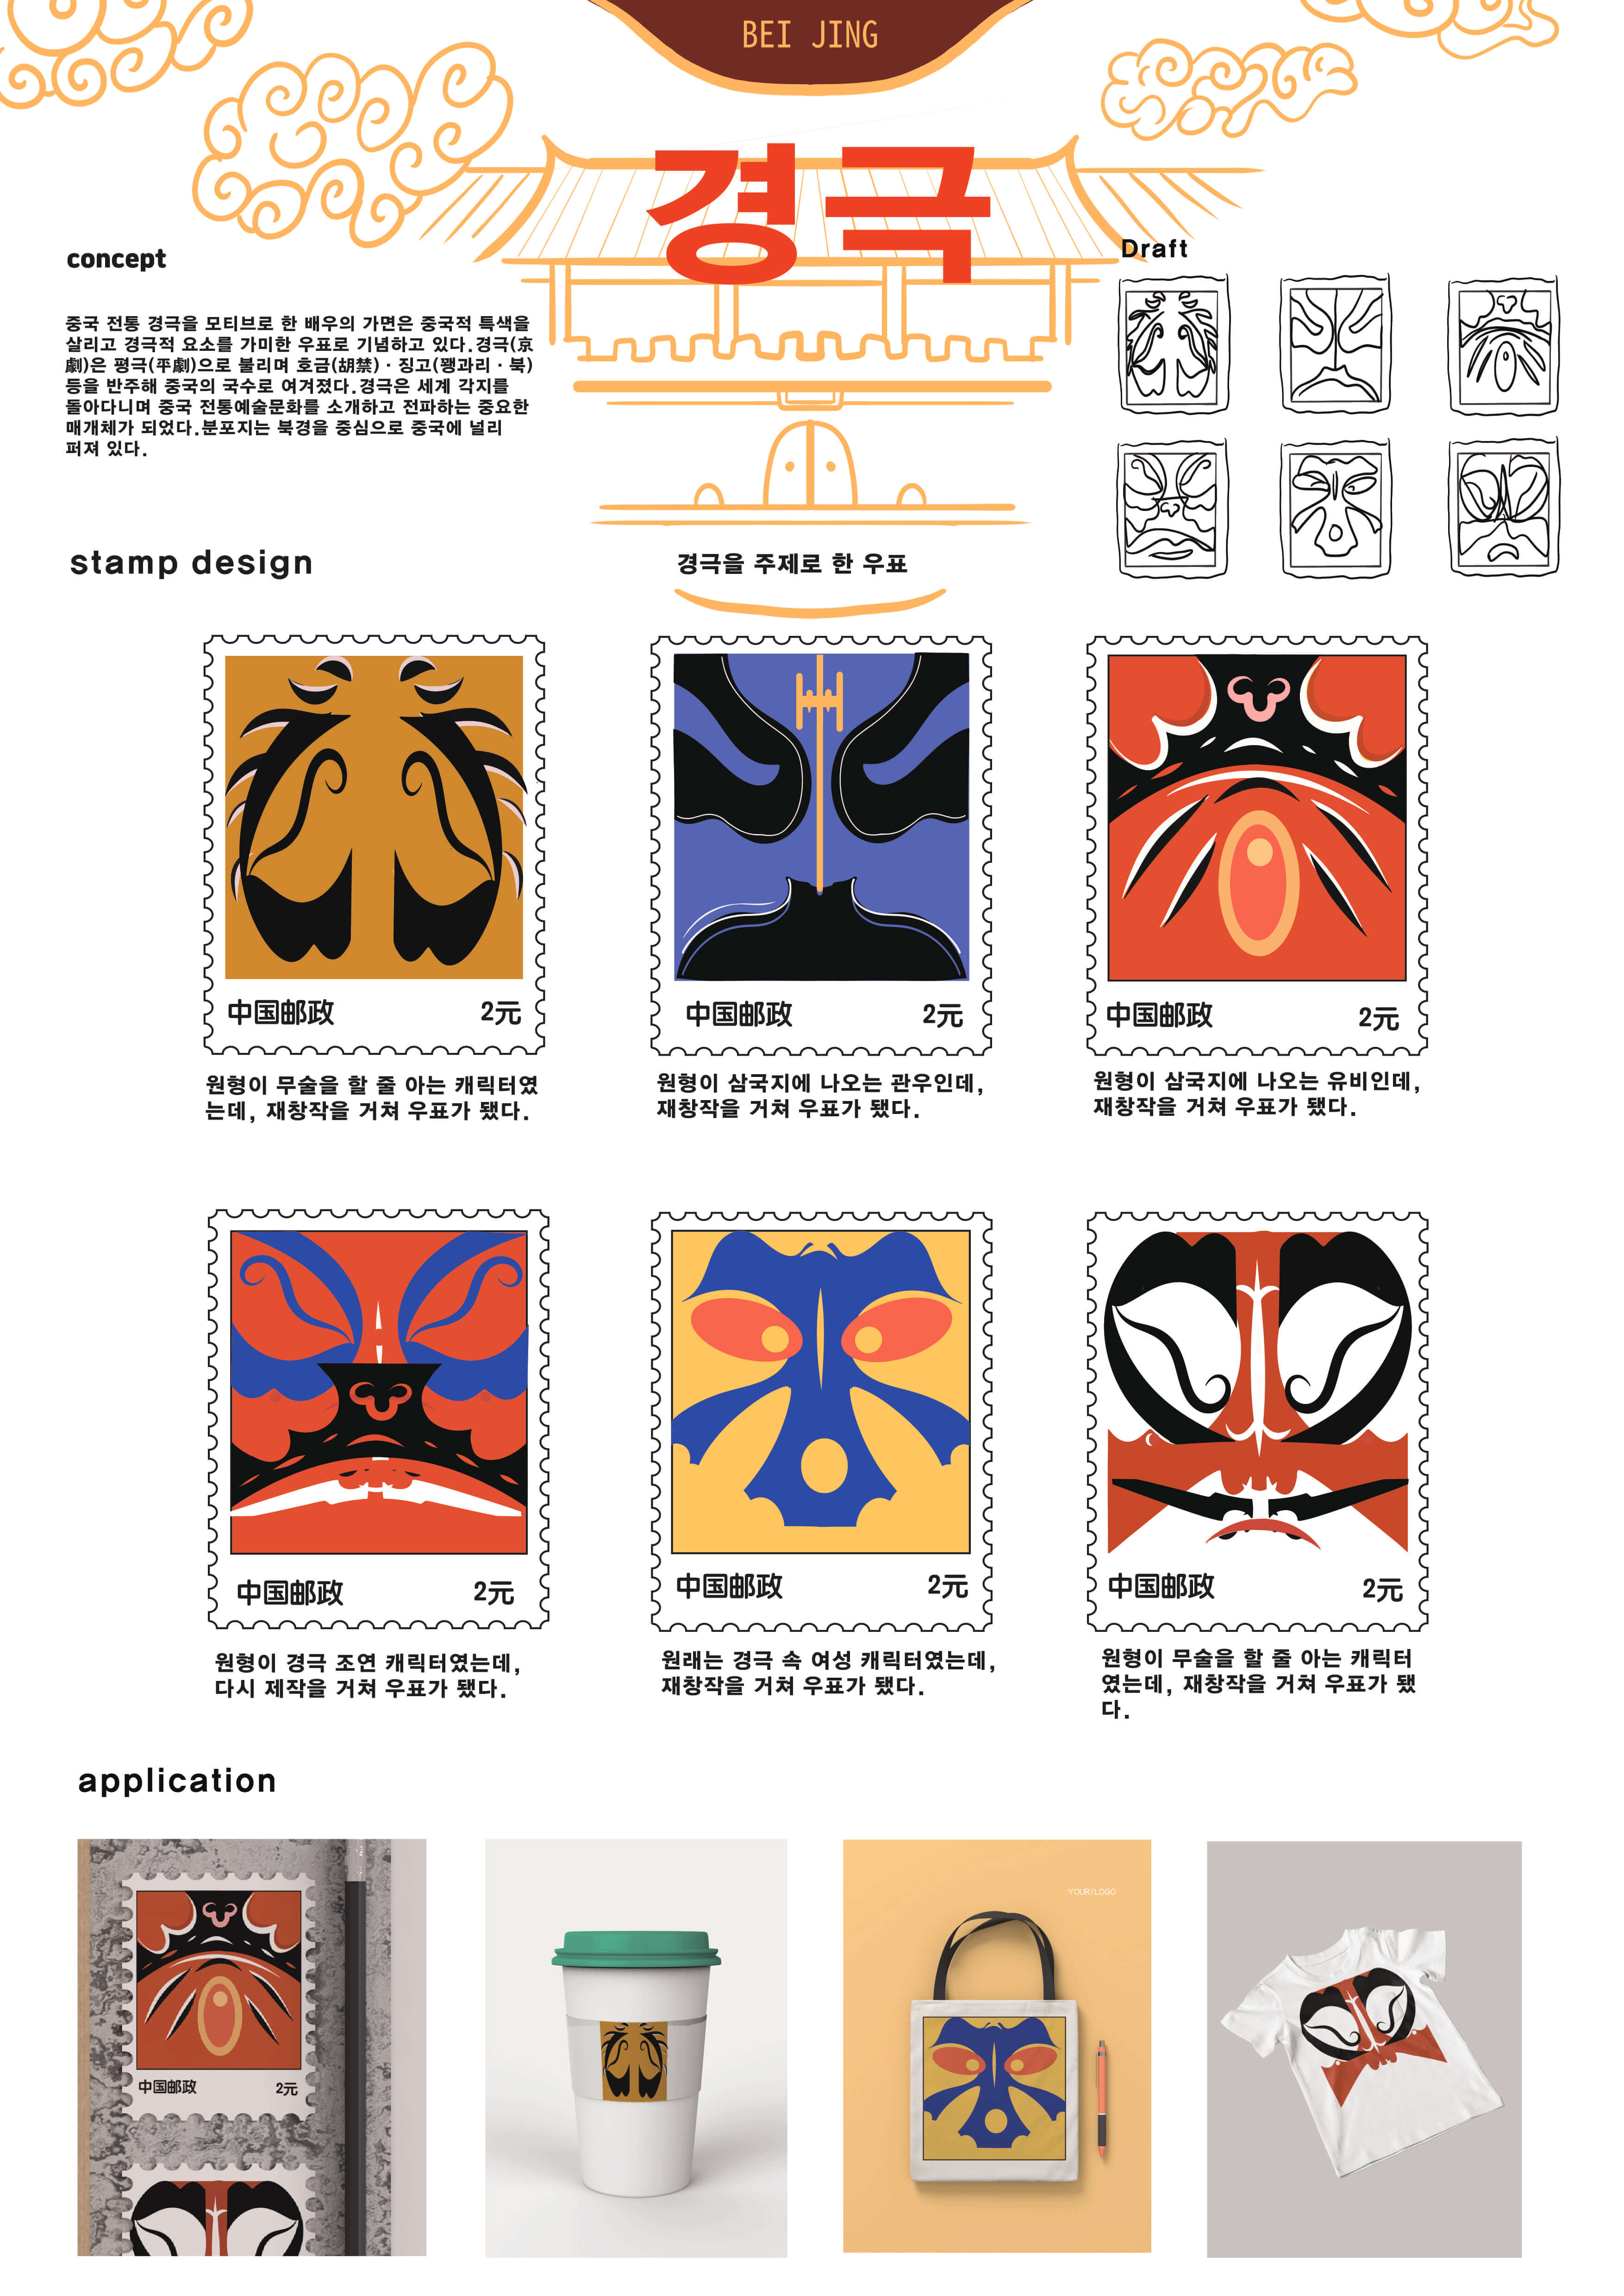 BEI JING
경극
concept
중국 전통 경극을 모티브로 한 배우의 가면은 중국적 특색을
살리고 경극적 요소를 가미한 우표로 기념하고 있다.경극(京
劇)은 평극(平劇)으로 불리며 호금(胡禁)·징고(꽹과리·북)
등을 반주해 중국의 국수로 여겨졌다.경극은 세계 각지를
돌아다니며 중국 전통예술문화를 소개하고 전파하는 중요한
매개체가 되었다.분포지는 북경을 중심으로 중국에 널리
퍼져 있다.
Draft
stamp design
경극을 주제로 한 우표
中国邮政 2元
원형이 무술을 할 줄 아는 캐릭터였
는데, 재창작을 거쳐 우표가 됐다.
中国邮政 2元
원형이 삼국지에 나오는 관우인데,
재창작을 거쳐 우표가 됐다.
中国邮政 2元
원형이 삼국지에 나오는 유비인데,
재창작을 거쳐 우표가 됐다.
中国邮政 2元
원형이 경극 조연 캐릭터였는데,
다시 제작을 거쳐 우표가 됐다.
中国邮政 2元
원래는 경극 속 여성 캐릭터였는데,
재창작을 거쳐 우표가 됐다.
中国邮政 2元
원형이 무술을 할 줄 아는 캐릭터
였는데, 재창작을 거쳐 우표가 됐
다.
application
中国邮政 2元
YOUR/LOGO